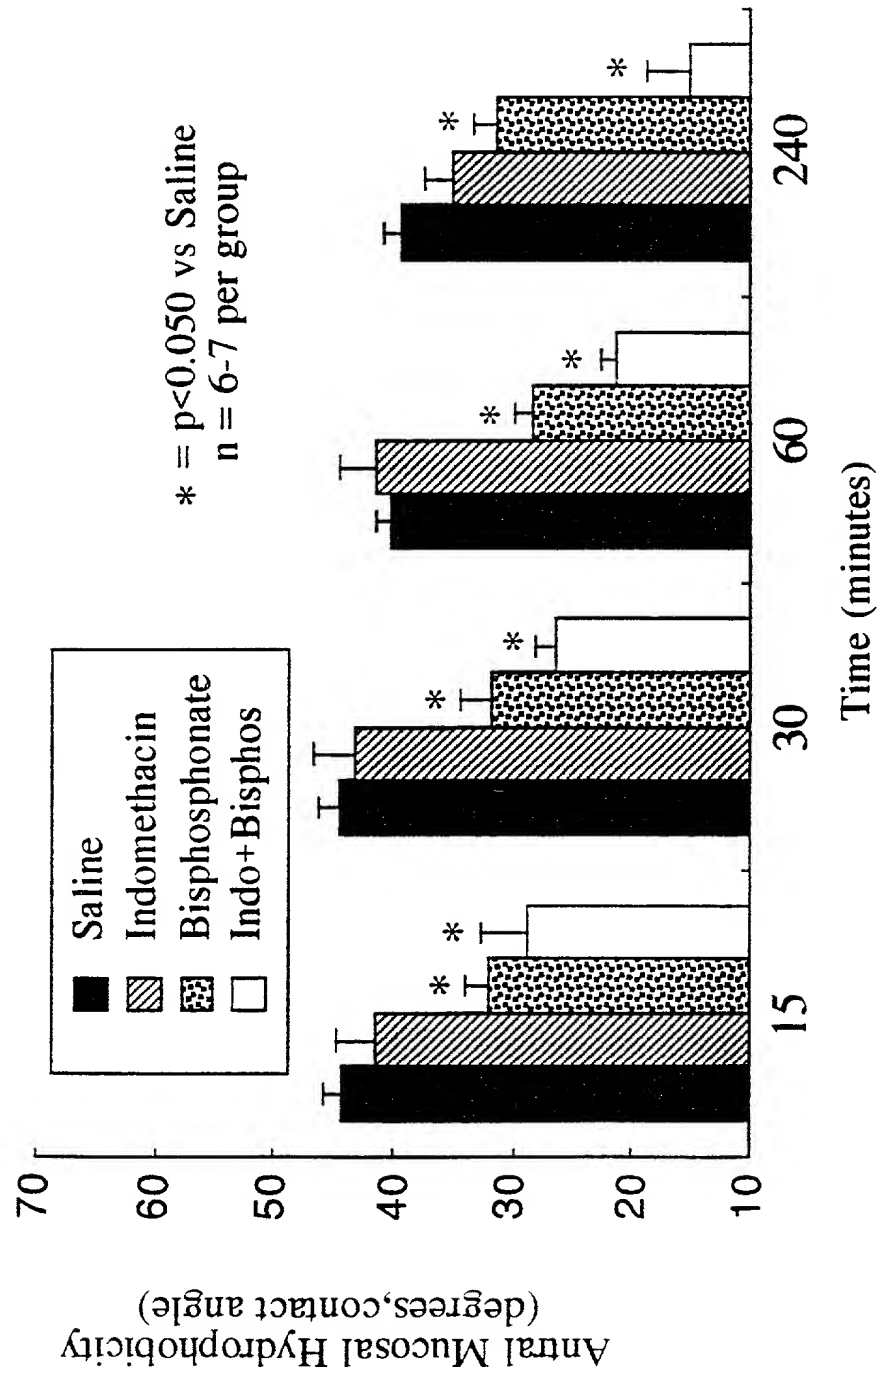 Antral Mucosal Hydrophobicity
(degrees,contact angle)
70
60
50
40
30
20
10
Saline
Indomethacin
Bisphosphonate
Indo+Bisphos
* = p<0.050 vs Saline
n = 6-7 per group
*
*
*
*
*
*
*
*
15
30
60
240
Time (minutes)